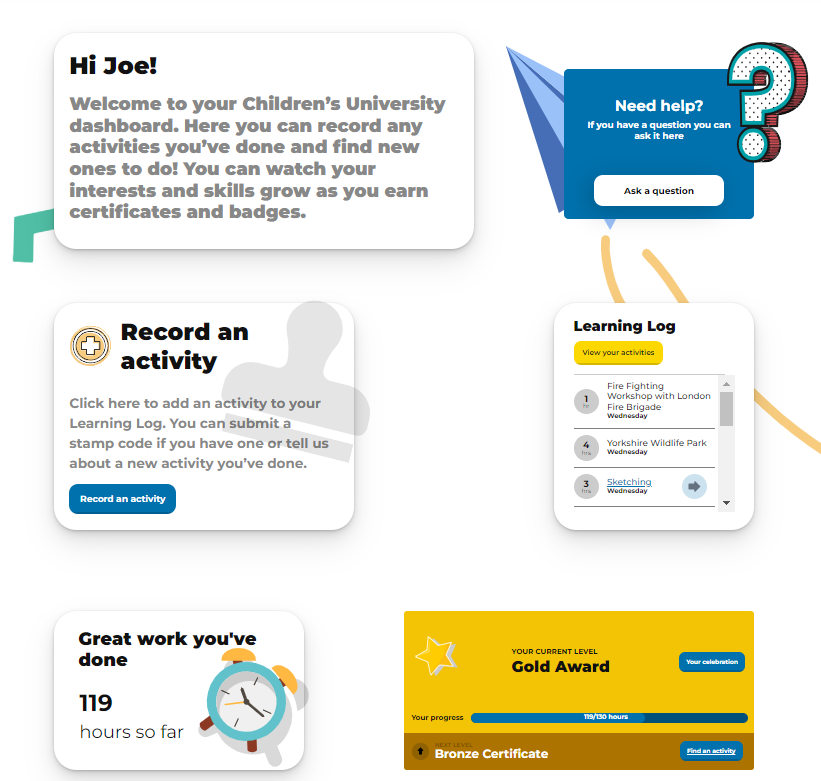 Hi Joe!
Welcome to your Children’s University
dashboard. Here you can record any
activities you’ve done and find new
ones to do! You can watch your
interests and skills grow as you earn
certificates and badges.
Need help?
If you have a question you can
ask it here
Ask a question
Record an
activity
Click here to add an activity to your
Learning Log. You can submit a
stamp code if you have one or tell us
about a new activity you’ve done.
Record an activity
Learning Log
View your activities
1
hr
Fire Fighting
Workshop with London
Fire Brigade
Wednesday
4
hrs
Yorkshire Wildlife Park
Wednesday
3
hrs
Sketching
Wednesday
Great work you've
done
119
hours so far
YOUR CURRENT LEVEL
Gold Award
Your celebration
Your progress
119/130 hours
NEXT LEVEL
Bronze Certificate
Find an activity